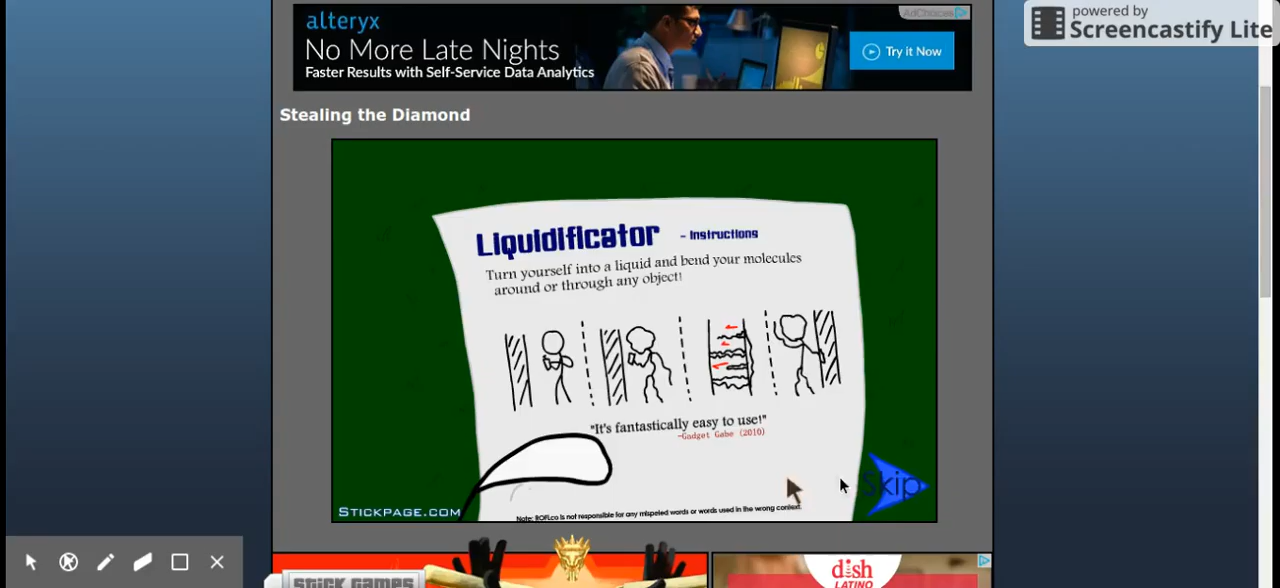 powered by
Screencastify Lite
alteryx
AdChoices
No More Late Nights
Faster Results with Self-Service Data Analytics
Try it Now
Stealing the Diamond
Liquidificator - Instructions
Turn yourself into a liquid and bend your molecules
around or through any object!
"It's fantastically easy to use!"
-Gadget Gabe (2010)
Skip
STICKPAGE.COM
Note: ROFLco is not responsible for any mispeled words or words used in the wrong context.
STICK GAMES
dish
LATINO